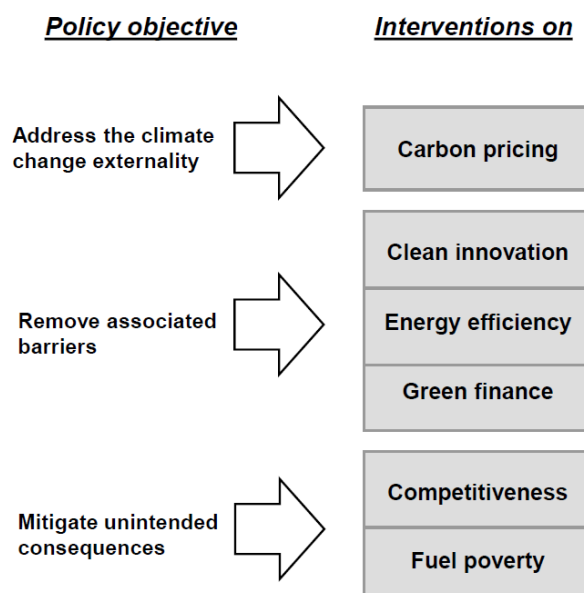 Policy objective
Interventions on
Address the climate
change externality
Carbon pricing
Remove associated
barriers
Clean innovation
Energy efficiency
Green finance
Mitigate unintended
consequences
Competitiveness
Fuel poverty